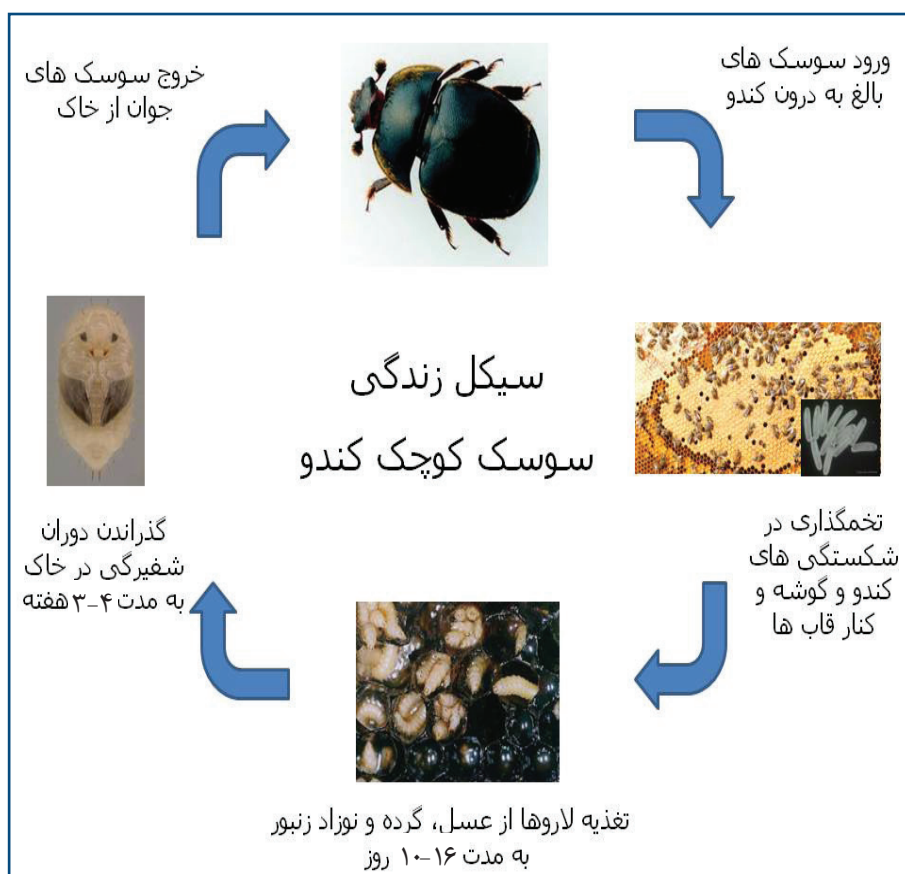 ورود سوسک های
بالغ به درون کندو
خروج سوسک های
جوان از خاک
سیکل زندگی
سوسک کوچک کندو
تخمگذاری در
شکستگی های
کندو و گوشه و
کنار قاب ها
گذراندن دوران
شفیرگی در خاک
به مدت ۴-۳ هفته
تغذیه لاروها از عسل، گرده و نوزاد زنبور
به مدت ۱۶-۱۰ روز